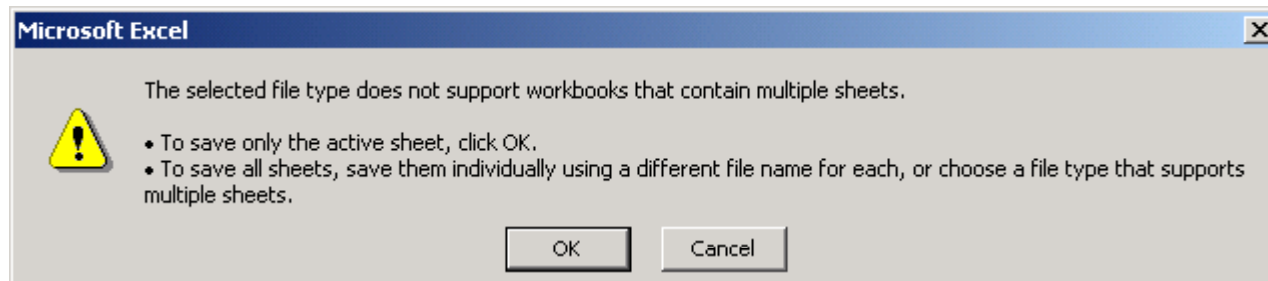 Microsoft Excel
The selected file type does not support workbooks that contain multiple sheets.
• To save only the active sheet, click OK.
• To save all sheets, save them individually using a different file name for each, or choose a file type that supports
multiple sheets.
OK Cancel